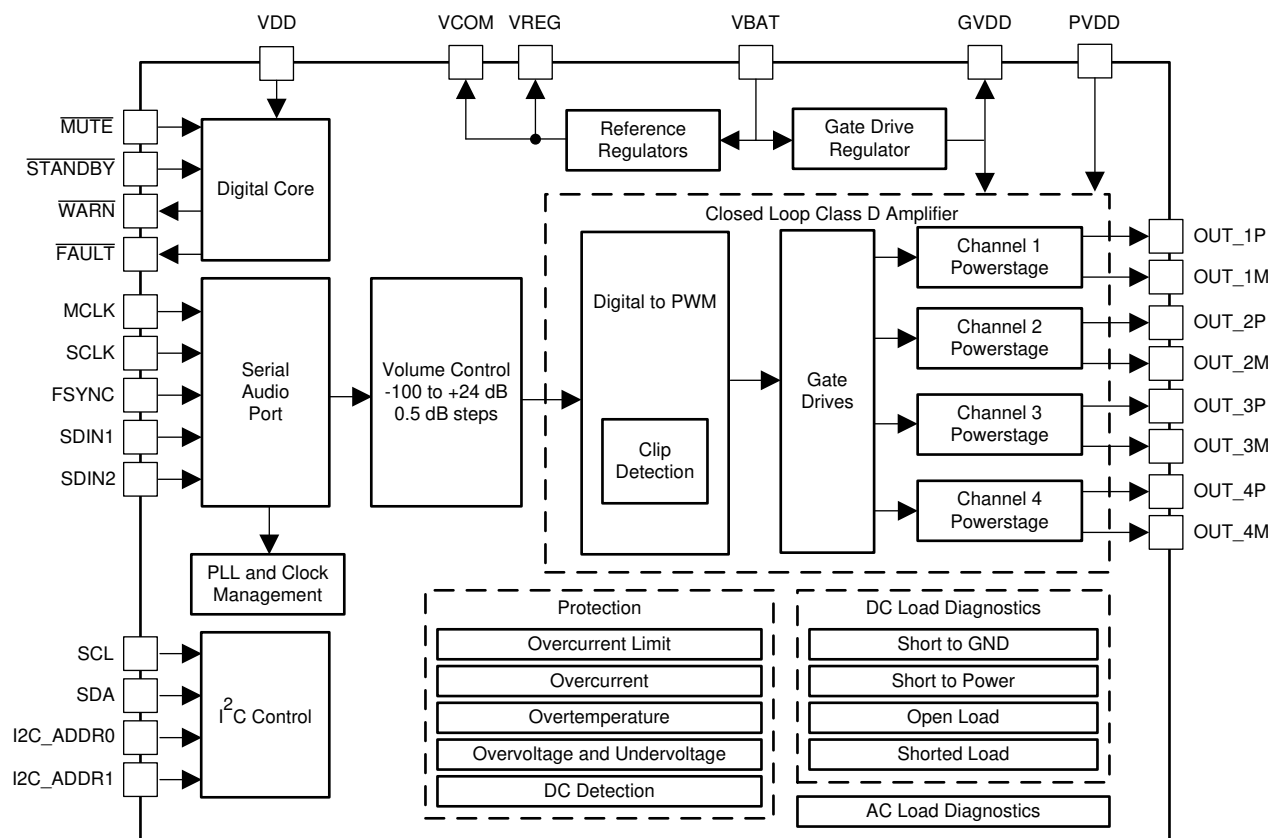 VDD
VCOM
VREG
VBAT
GVDD
PVDD
MUTE
STANDBY
WARN
FAULT
Digital Core
Reference
Regulators
Gate Drive
Regulator
MCLK
SCLK
FSYNC
SDIN1
SDIN2
Serial
Audio
Port
Volume Control
-100 to +24 dB
0.5 dB steps
Closed Loop Class D Amplifier
Digital to PWM
Clip
Detection
Gate
Drives
Channel 1
Powerstage
Channel 2
Powerstage
Channel 3
Powerstage
Channel 4
Powerstage
OUT_1P
OUT_1M
OUT_2P
OUT_2M
OUT_3P
OUT_3M
OUT_4P
OUT_4M
PLL and Clock
Management
SCL
SDA
I2C_ADDR0
I2C_ADDR1
I²C Control
Protection
Overcurrent Limit
Overcurrent
Overtemperature
Overvoltage and Undervoltage
DC Detection
DC Load Diagnostics
Short to GND
Short to Power
Open Load
Shorted Load
AC Load Diagnostics